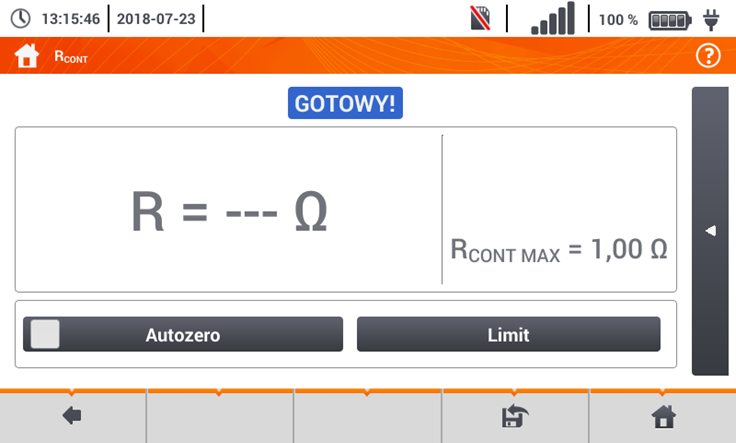 13:15:46 2018-07-23 100 %
RCONT
GOTOWY!
R = --- Ω
RCONT MAX = 1,00 Ω
Autozero Limit